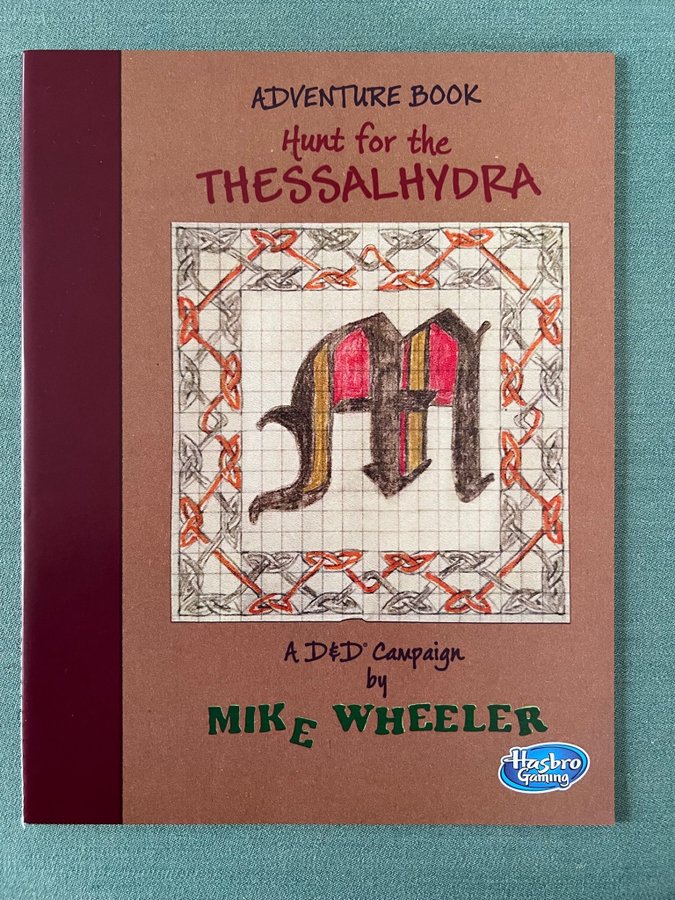 ADVENTURE BOOK
Hunt for the
THESSALHYDRA
M
A D&D® Campaign
by
MIKE WHEELER
Hasbro
Gaming